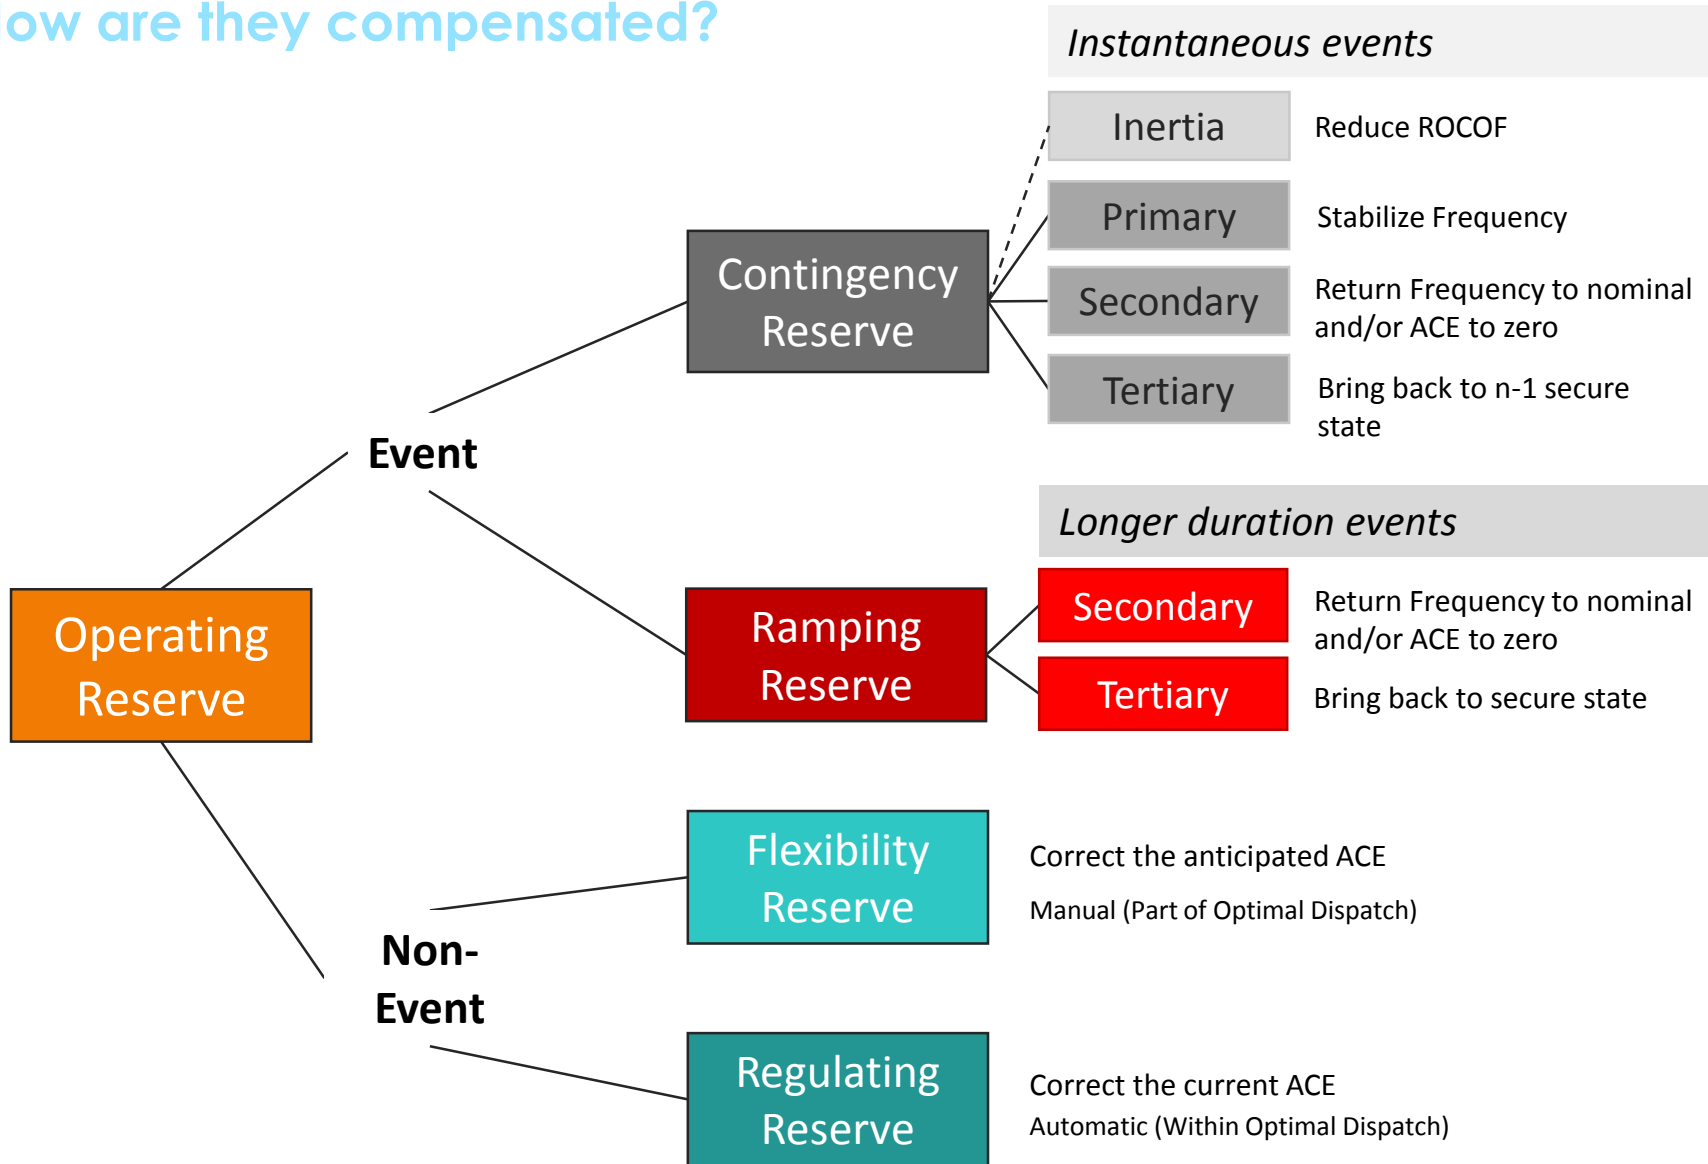 ow are they compensated?
Instantaneous events
Inertia
Reduce ROCOF
Primary
Stabilize Frequency
Contingency
Reserve
Secondary
Return Frequency to nominal
and/or ACE to zero
Tertiary
Bring back to n-1 secure
state
Event
Longer duration events
Operating
Reserve
Ramping
Reserve
Secondary
Return Frequency to nominal
and/or ACE to zero
Tertiary
Bring back to secure state
Flexibility
Reserve
Correct the anticipated ACE
Manual (Part of Optimal Dispatch)
Non-
Event
Regulating
Reserve
Correct the current ACE
Automatic (Within Optimal Dispatch)